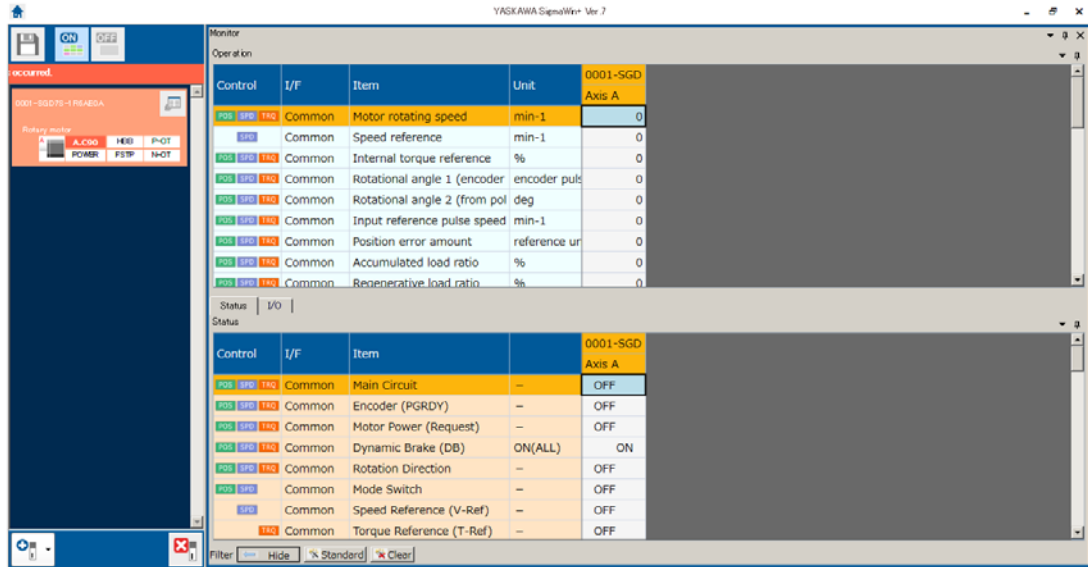 YASKAWA SigmaWin+ Ver.7
ON OFF
Monitor
Operation
occurred.
Control I/F Item Unit 0001-SGD
Axis A
0001-SGD7S-1R6AE0A
Rotary motor
A A.C90 HBB P-OT
POWER FSTP N-OT
POS SPD TRQ Common Motor rotating speed min-1 0
SPD Common Speed reference min-1 0
POS SPD TRQ Common Internal torque reference % 0
POS SPD TRQ Common Rotational angle 1 (encoder encoder puls 0
POS SPD TRQ Common Rotational angle 2 (from pol deg 0
POS SPD TRQ Common Input reference pulse speed min-1 0
POS SPD TRQ Common Position error amount reference un 0
POS SPD TRQ Common Accumulated load ratio % 0
POS SPD TRQ Common Regenerative load ratio % 0
Status I/O
Status
Control I/F Item 0001-SGD
Axis A
POS SPD TRQ Common Main Circuit − OFF
POS SPD TRQ Common Encoder (PGRDY) − OFF
POS SPD TRQ Common Motor Power (Request) − OFF
POS SPD TRQ Common Dynamic Brake (DB) ON(ALL) ON
POS SPD TRQ Common Rotation Direction − OFF
POS SPD Common Mode Switch − OFF
SPD Common Speed Reference (V-Ref) − OFF
TRQ Common Torque Reference (T-Ref) − OFF
Filter Hide Standard Clear